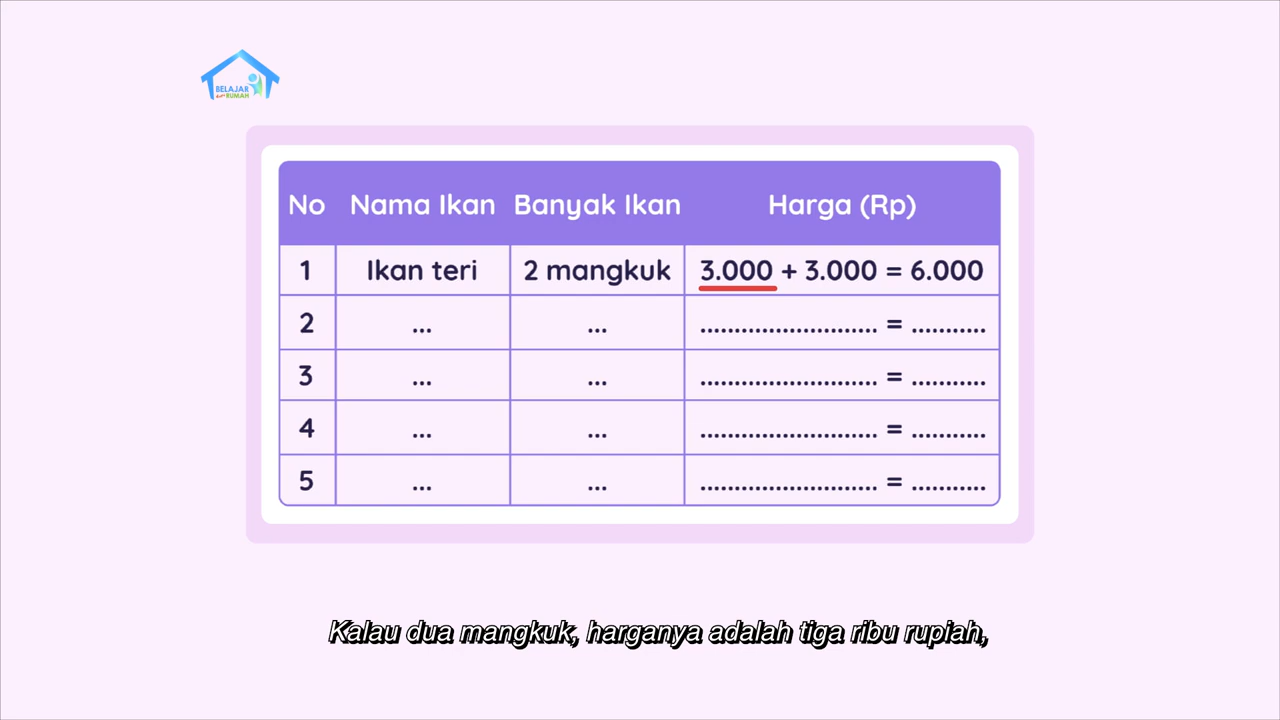 BELAJAR
dari RUMAH
No Nama Ikan Banyak Ikan Harga (Rp)
1 Ikan teri 2 mangkuk 3.000 + 3.000 = 6.000
2 ... ... .......................... = ...........
3 ... ... .......................... = ...........
4 ... ... .......................... = ...........
5 ... ... .......................... = ...........
Kalau dua mangkuk, harganya adalah tiga ribu rupiah,